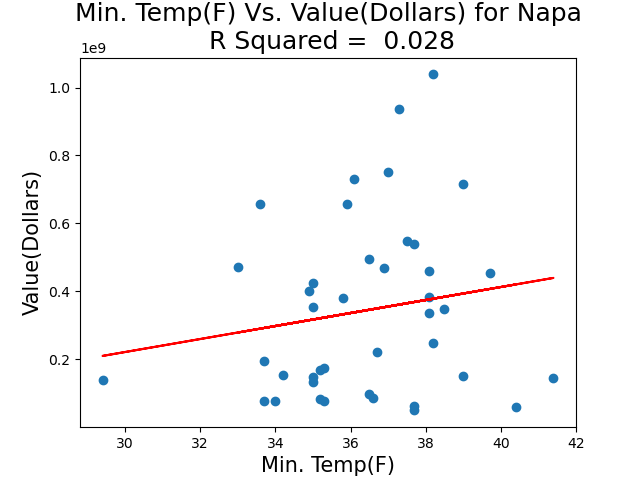 Min. Temp(F) Vs. Value(Dollars) for Napa
R Squared =  0.028
1e9
1.0
0.8
0.6
0.4
0.2
Value(Dollars)
30 32 34 36 38 40 42
Min. Temp(F)